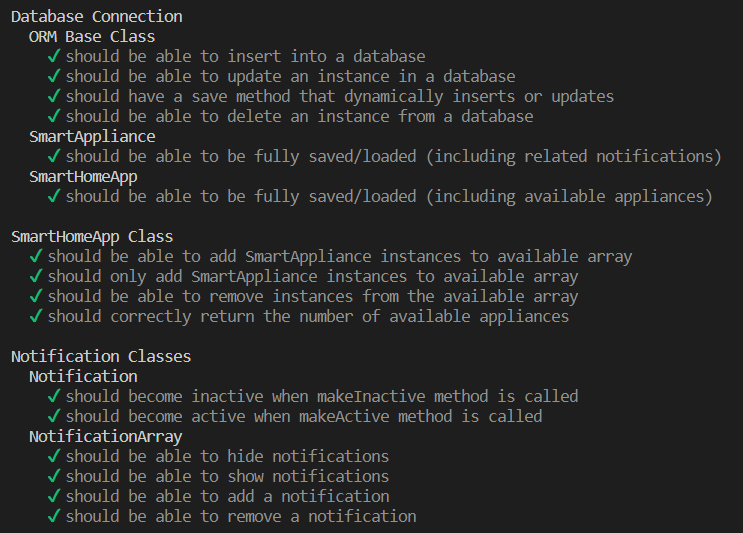 Database Connection
ORM Base Class
✔ should be able to insert into a database
✔ should be able to update an instance in a database
✔ should have a save method that dynamically inserts or updates
✔ should be able to delete an instance from a database
SmartAppliance
✔ should be able to be fully saved/loaded (including related notifications)
SmartHomeApp
✔ should be able to be fully saved/loaded (including available appliances)
SmartHomeApp Class
✔ should be able to add SmartAppliance instances to available array
✔ should only add SmartAppliance instances to available array
✔ should be able to remove instances from the available array
✔ should correctly return the number of available appliances
Notification Classes
Notification
✔ should become inactive when makeInactive method is called
✔ should become active when makeActive method is called
NotificationArray
✔ should be able to hide notifications
✔ should be able to show notifications
✔ should be able to add a notification
✔ should be able to remove a notification